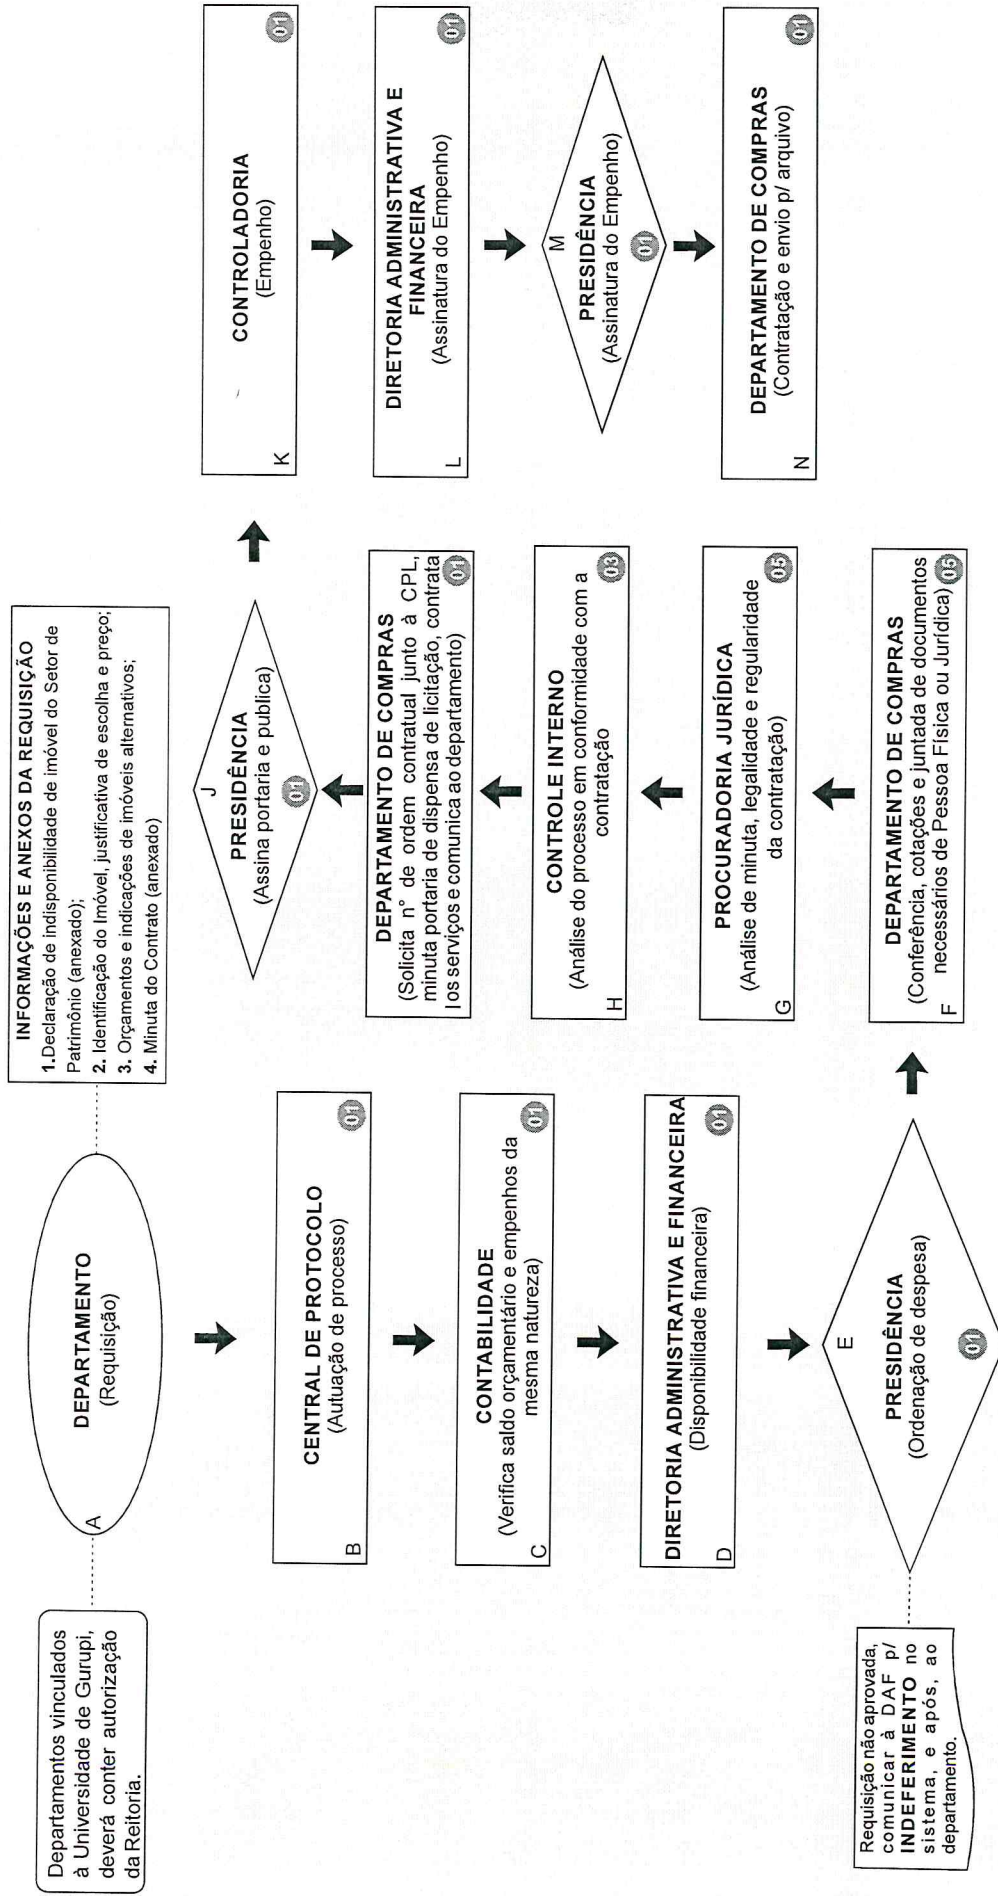 Departamentos vinculados
à Universidade de Gurupi,
deverá conter autorização
da Reitoria.
A
DEPARTAMENTO
(Requisição)
INFORMAÇÕES E ANEXOS DA REQUISIÇÃO
1.Declaração de indisponibilidade de imóvel do Setor de
Patrimônio (anexado);
2. Identificação do Imóvel, justificativa de escolha e preço;
3. Orçamentos e indicações de imóveis alternativos;
4. Minuta do Contrato (anexado)
B
CENTRAL DE PROTOCOLO
(Autuação de processo)
01
C
CONTABILIDADE
(Verifica saldo orçamentário e empenhos da
mesma natureza)
01
D
DIRETORIA ADMINISTRATIVA E FINANCEIRA
(Disponibilidade financeira)
01
E
PRESIDÊNCIA
(Ordenação de despesa)
01
Requisição não aprovada,
comunicar à DAF p/
INDEFERIMENTO no
sistema, e após, ao
departamento.
F
DEPARTAMENTO DE COMPRAS
(Conferência, cotações e juntada de documentos
necessários de Pessoa Física ou Jurídica)
05
G
PROCURADORIA JURÍDICA
(Análise de minuta, legalidade e regularidade
da contratação)
05
H
CONTROLE INTERNO
(Análise do processo em conformidade com a
contratação
03
DEPARTAMENTO DE COMPRAS
(Solicita n° de ordem contratual junto à CPL,
minuta portaria de dispensa de licitação, contrata
I os serviços e comunica ao departamento)
01
J
PRESIDÊNCIA
(Assina portaria e publica)
01
K
CONTROLADORIA
(Empenho)
01
L
DIRETORIA ADMINISTRATIVA E
FINANCEIRA
(Assinatura do Empenho)
01
M
PRESIDÊNCIA
(Assinatura do Empenho)
01
N
DEPARTAMENTO DE COMPRAS
(Contratação e envio p/ arquivo)
01